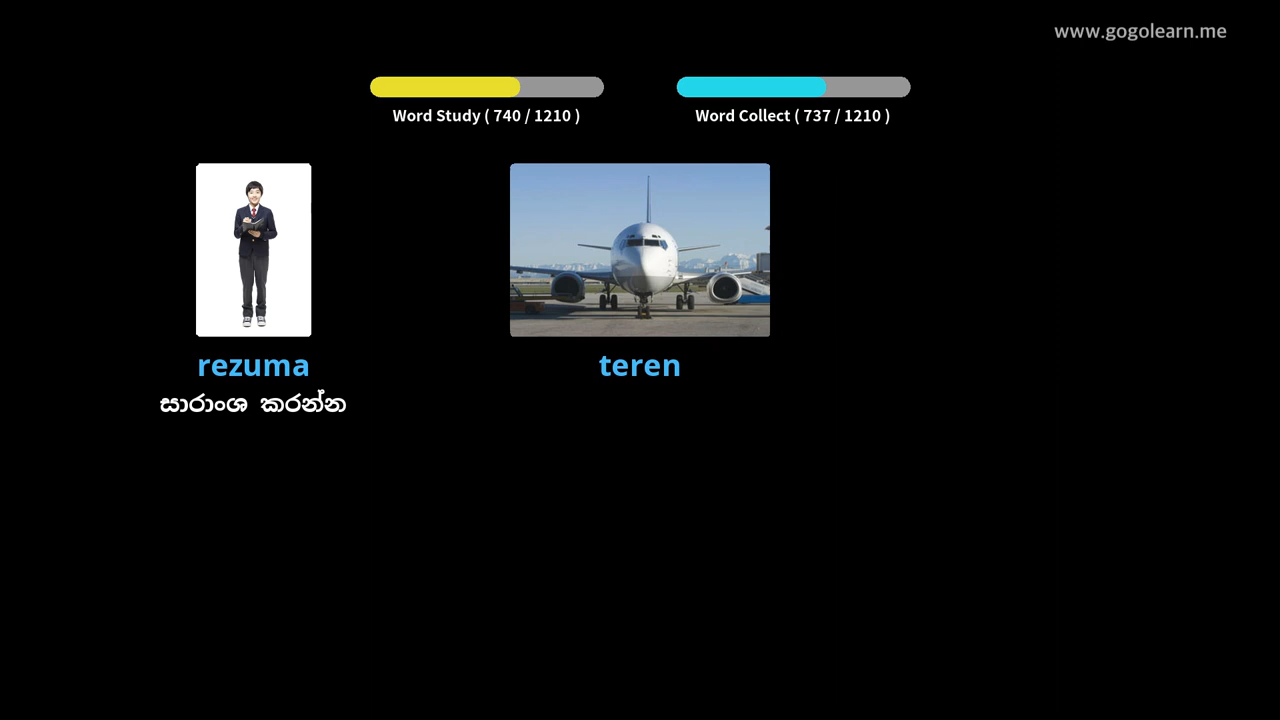 www.gogolearn.me
Word Study ( 740 / 1210 )
Word Collect ( 737 / 1210 )
rezuma
teren
සාරාංශ කරන්න